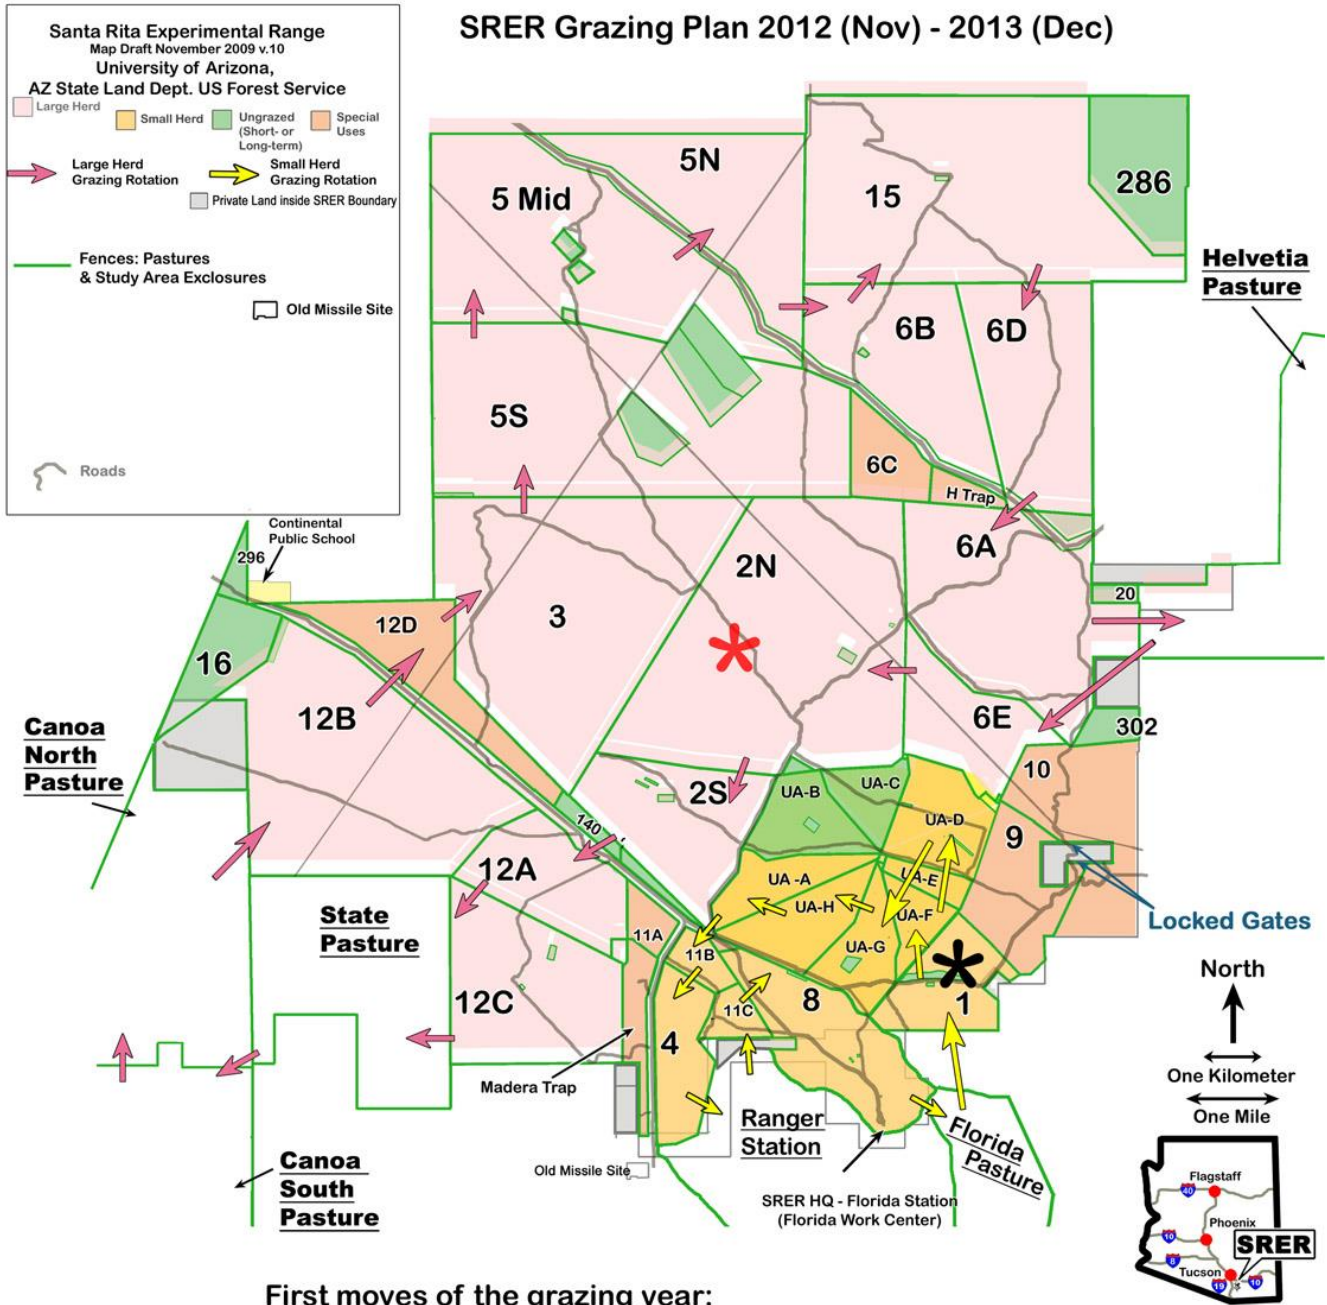 SRER Grazing Plan 2012 (Nov) - 2013 (Dec)
Santa Rita Experimental Range
Map Draft November 2009 v.10
University of Arizona,
AZ State Land Dept. US Forest Service
Large Herd
Small Herd
Ungrazed
(Short- or
Long-term)
Special
Uses
Large Herd
Grazing Rotation
Small Herd
Grazing Rotation
Private Land inside SRER Boundary
Fences: Pastures
& Study Area Exclosures
Old Missile Site
Roads
5N
5 Mid
15
286
Helvetia
Pasture
6B
6D
5S
6C
H Trap
Continental
Public School
296
6A
2N
20
3
12D
16
12B
6E
302
Canoa
North
Pasture
10
2S
UA-B
UA-C
140
UA-D
9
12A
UA-A
UA-E
UA-H
UA-F
Locked Gates
State
Pasture
11A
11B
UA-G
North
12C
11C
8
1
4
One Kilometer
One Mile
Madera Trap
Ranger
Station
Florida
Pasture
Canoa
South
Pasture
Old Missile Site
SRER HQ - Florida Station
(Florida Work Center)
Flagstaff
40
Phoenix
10
SRER
8
Tucson
19
10
First moves of the grazing year: